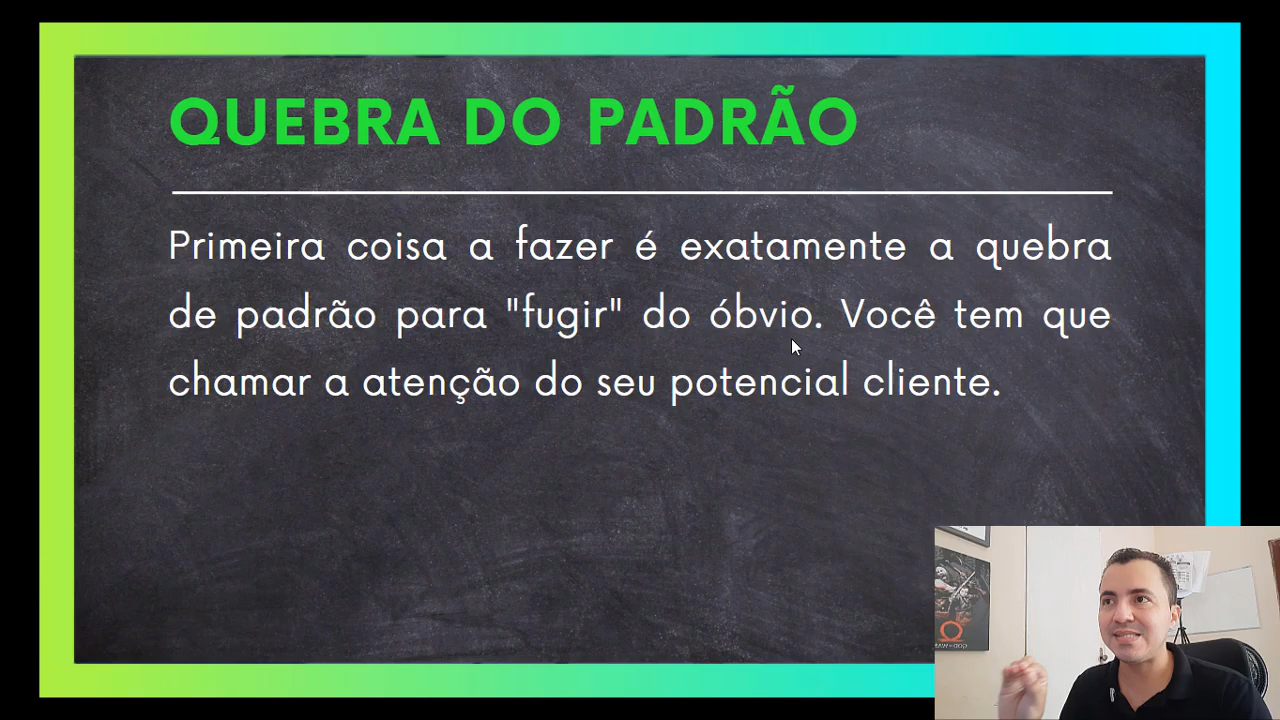 QUEBRA DO PADRÃO
Primeira coisa a fazer é exatamente a quebra
de padrão para "fugir" do óbvio. Você tem que
chamar a atenção do seu potencial cliente.